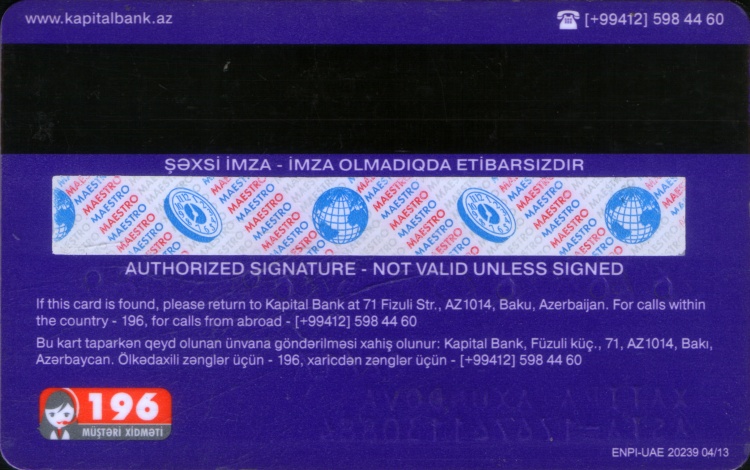 www.kapitalbank.az
[+99412] 598 44 60
ŞƏXSİ İMZA - İMZA OLMADIQDA ETİBARSIZDIR
MAESTRO MAESTRO MAESTRO MAESTRO MAESTRO
AUTHORIZED SIGNATURE - NOT VALID UNLESS SIGNED
If this card is found, please return to Kapital Bank at 71 Fizuli Str., AZ1014, Baku, Azerbaijan. For calls within
the country - 196, for calls from abroad - [+99412] 598 44 60
Bu kart taparkən qeyd olunan ünvana göndərilməsi xahiş olunur: Kapital Bank, Füzuli küç., 71, AZ1014, Bakı,
Azərbaycan. Ölkədaxili zənglər üçün - 196, xaricdən zənglər üçün - [+99412] 598 44 60
196
MÜŞTƏRİ XİDMƏTİ
ENPI-UAE 20239 04/13